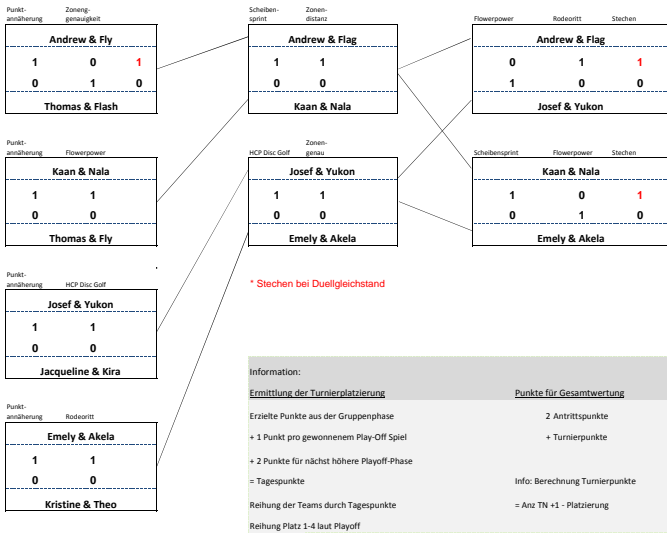 Punkt-
annäherung
Zoneng-
genauigkeit
Andrew & Fly
1 0 1
0 1 0
Thomas & Flash
Punkt-
annäherung Flowerpower
Kaan & Nala
1 1
0 0
Thomas & Fly
Punkt-
annäherung HCP Disc Golf
Josef & Yukon
1 1
0 0
Jacqueline & Kira
Punkt-
annäherung Rodeoritt
Emely & Akela
1 1
0 0
Kristine & Theo
Scheiben-
sprint
Zonen-
distanz
Andrew & Flag
1 1
0 0
Kaan & Nala
HCP Disc Golf
Zonen-
genau
Josef & Yukon
1 1
0 0
Emely & Akela
Flowerpower Rodeoritt Stechen
Andrew & Flag
0 1 1
1 0 0
Josef & Yukon
Scheibensprint Flowerpower Stechen
Kaan & Nala
1 0 1
0 1 0
Emely & Akela
* Stechen bei Duellgleichstand
Information:
Ermittlung der Turnierplatzierung Punkte für Gesamtwertung
Erzielte Punkte aus der Gruppenphase 2 Antrittspunkte
+ 1 Punkt pro gewonnenem Play-Off Spiel + Turnierpunkte
+ 2 Punkte für nächst höhere Playoff-Phase
= Tagespunkte Info: Berechnung Turnierpunkte
Reihung der Teams durch Tagespunkte = Anz TN +1 - Platzierung
Reihung Platz 1-4 laut Playoff